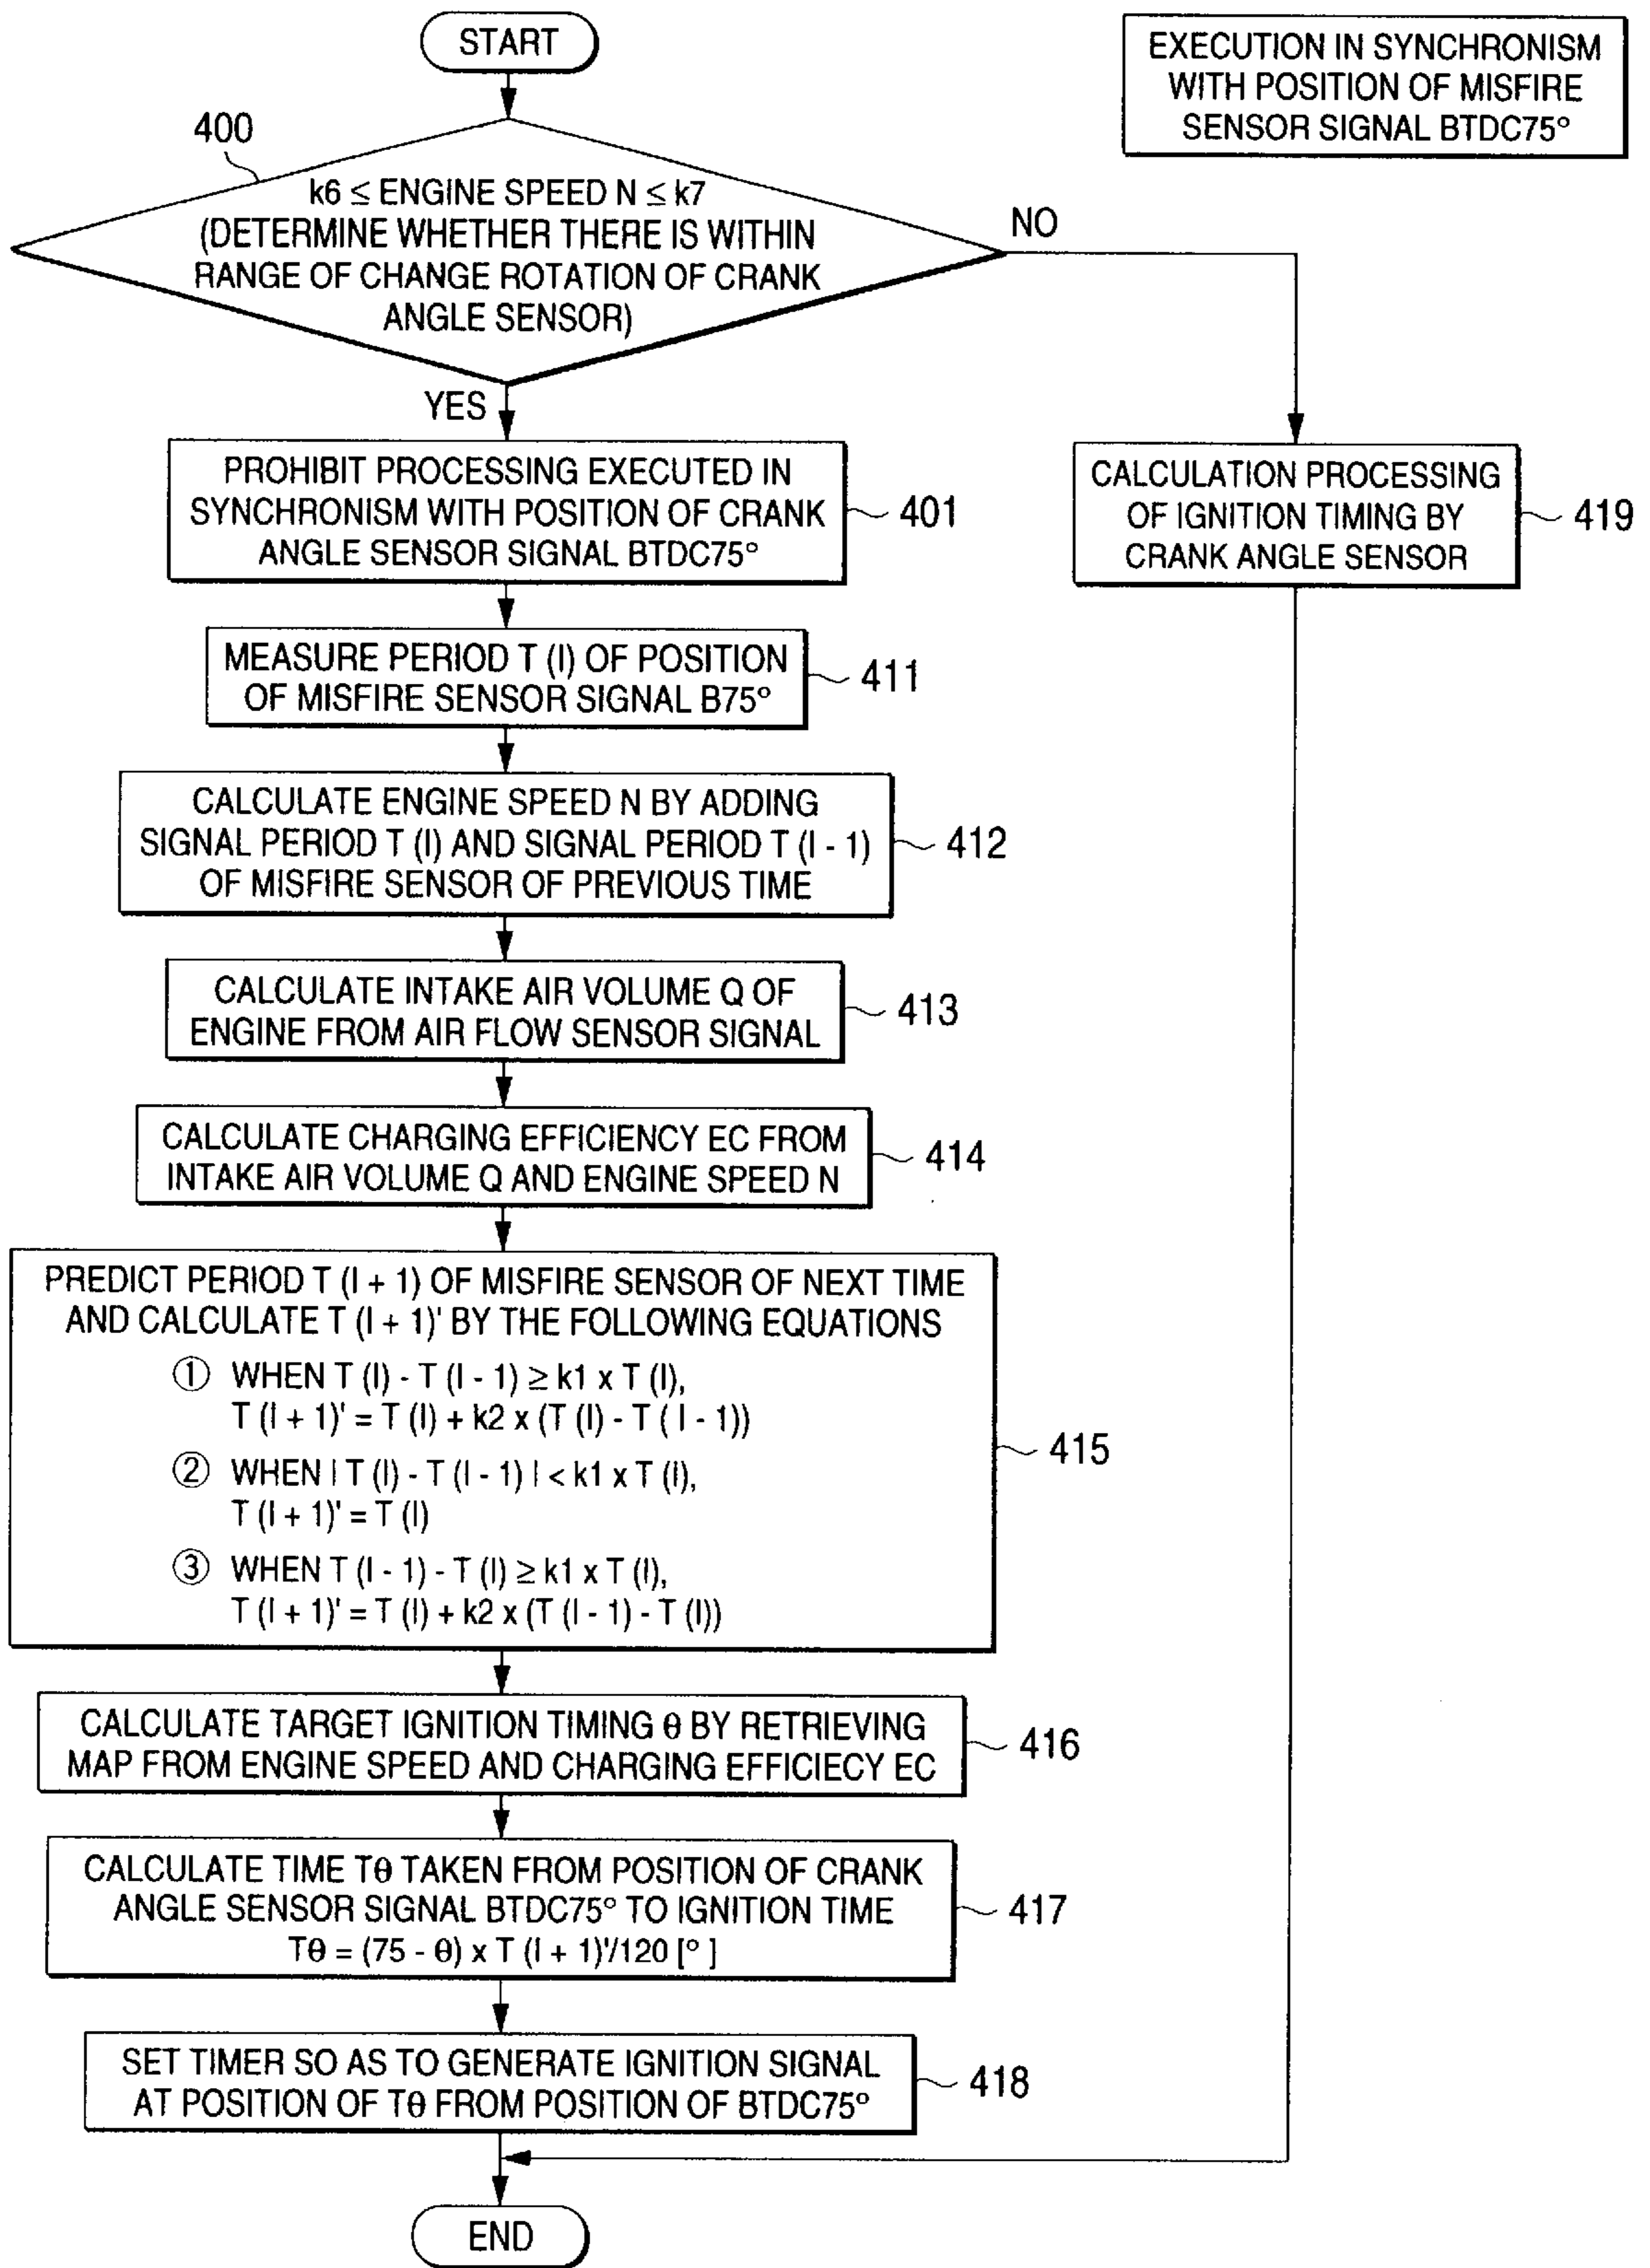 START
EXECUTION IN SYNCHRONISM
WITH POSITION OF MISFIRE
SENSOR SIGNAL BTDC75°
400
k6 ≤ ENGINE SPEED N ≤ k7
(DETERMINE WHETHER THERE IS WITHIN
RANGE OF CHANGE ROTATION OF CRANK
ANGLE SENSOR)
NO
YES
PROHIBIT PROCESSING EXECUTED IN
SYNCHRONISM WITH POSITION OF CRANK
ANGLE SENSOR SIGNAL BTDC75°
401
CALCULATION PROCESSING
OF IGNITION TIMING BY
CRANK ANGLE SENSOR
419
MEASURE PERIOD T (I) OF POSITION
OF MISFIRE SENSOR SIGNAL B75°
411
CALCULATE ENGINE SPEED N BY ADDING
SIGNAL PERIOD T (I) AND SIGNAL PERIOD T (I - 1)
OF MISFIRE SENSOR OF PREVIOUS TIME
412
CALCULATE INTAKE AIR VOLUME Q OF
ENGINE FROM AIR FLOW SENSOR SIGNAL
413
CALCULATE CHARGING EFFICIENCY EC FROM
INTAKE AIR VOLUME Q AND ENGINE SPEED N
414
PREDICT PERIOD T (I + 1) OF MISFIRE SENSOR OF NEXT TIME
AND CALCULATE T (I + 1)' BY THE FOLLOWING EQUATIONS
① WHEN T (I) - T (I - 1) ≥ k1 x T (I),
T (I + 1)' = T (I) + k2 x (T (I) - T ( I - 1))
② WHEN | T (I) - T (I - 1) | < k1 x T (I),
T (I + 1)' = T (I)
③ WHEN T (I - 1) - T (I) ≥ k1 x T (I),
T (I + 1)' = T (I) + k2 x (T (I - 1) - T (I))
415
CALCULATE TARGET IGNITION TIMING θ BY RETRIEVING
MAP FROM ENGINE SPEED AND CHARGING EFFICIECY EC
416
CALCULATE TIME Tθ TAKEN FROM POSITION OF CRANK
ANGLE SENSOR SIGNAL BTDC75° TO IGNITION TIME
Tθ = (75 - θ) x T (I + 1)'/120 [° ]
417
SET TIMER SO AS TO GENERATE IGNITION SIGNAL
AT POSITION OF Tθ FROM POSITION OF BTDC75°
418
END